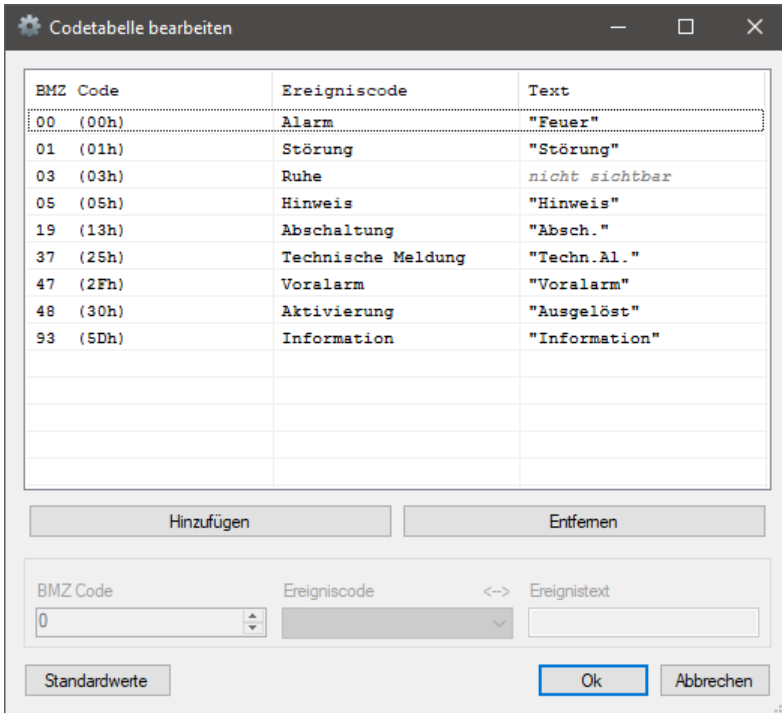 Codetabelle bearbeiten
BMZ Code Ereigniscode Text
00 (00h) Alarm "Feuer"
01 (01h) Störung "Störung"
03 (03h) Ruhe nicht sichtbar
05 (05h) Hinweis "Hinweis"
19 (13h) Abschaltung "Absch."
37 (25h) Technische Meldung "Techn.Al."
47 (2Fh) Voralarm "Voralarm"
48 (30h) Aktivierung "Ausgelöst"
93 (5Dh) Information "Information"
Hinzufügen Entfernen
BMZ Code Ereigniscode <--> Ereignistext
0
Standardwerte Ok Abbrechen